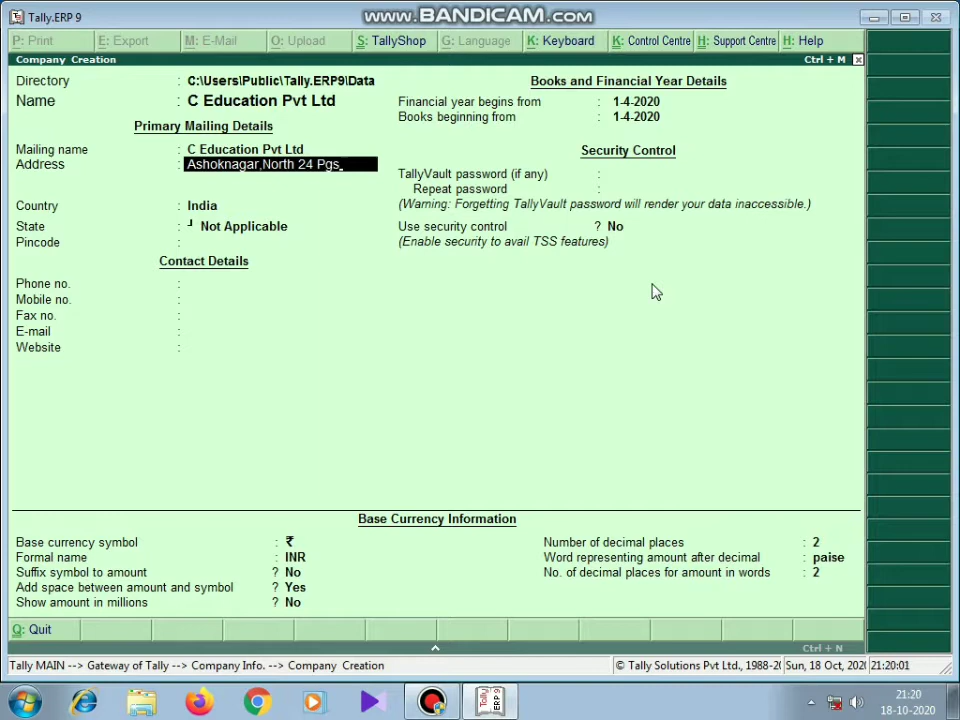 www.BANDICAM.com
Tally.ERP 9
P: Print
E: Export
M: E-Mail
O: Upload
S: TallyShop
G: Language
K: Keyboard
K: Control Centre
H: Support Centre
H: Help
Company Creation
Ctrl + M
Directory : C:\Users\Public\Tally.ERP9\Data
Name : C Education Pvt Ltd
Primary Mailing Details
Mailing name : C Education Pvt Ltd
Address : Ashoknagar,North 24 Pgs
Country : India
State : ┘ Not Applicable
Pincode :
Contact Details
Phone no. :
Mobile no. :
Fax no. :
E-mail :
Website :
Books and Financial Year Details
Financial year begins from : 1-4-2020
Books beginning from : 1-4-2020
Security Control
TallyVault password (if any) :
Repeat password :
(Warning: Forgetting TallyVault password will render your data inaccessible.)
Use security control ? No
(Enable security to avail TSS features)
Base Currency Information
Base currency symbol : ₹
Formal name : INR
Suffix symbol to amount ? No
Add space between amount and symbol ? Yes
Show amount in millions ? No
Number of decimal places : 2
Word representing amount after decimal : paise
No. of decimal places for amount in words : 2
Q: Quit
Ctrl + N
Tally MAIN --> Gateway of Tally --> Company Info. --> Company Creation
© Tally Solutions Pvt Ltd., 1988-20
Sun, 18 Oct, 2020
21:20:01
21:20
18-10-2020